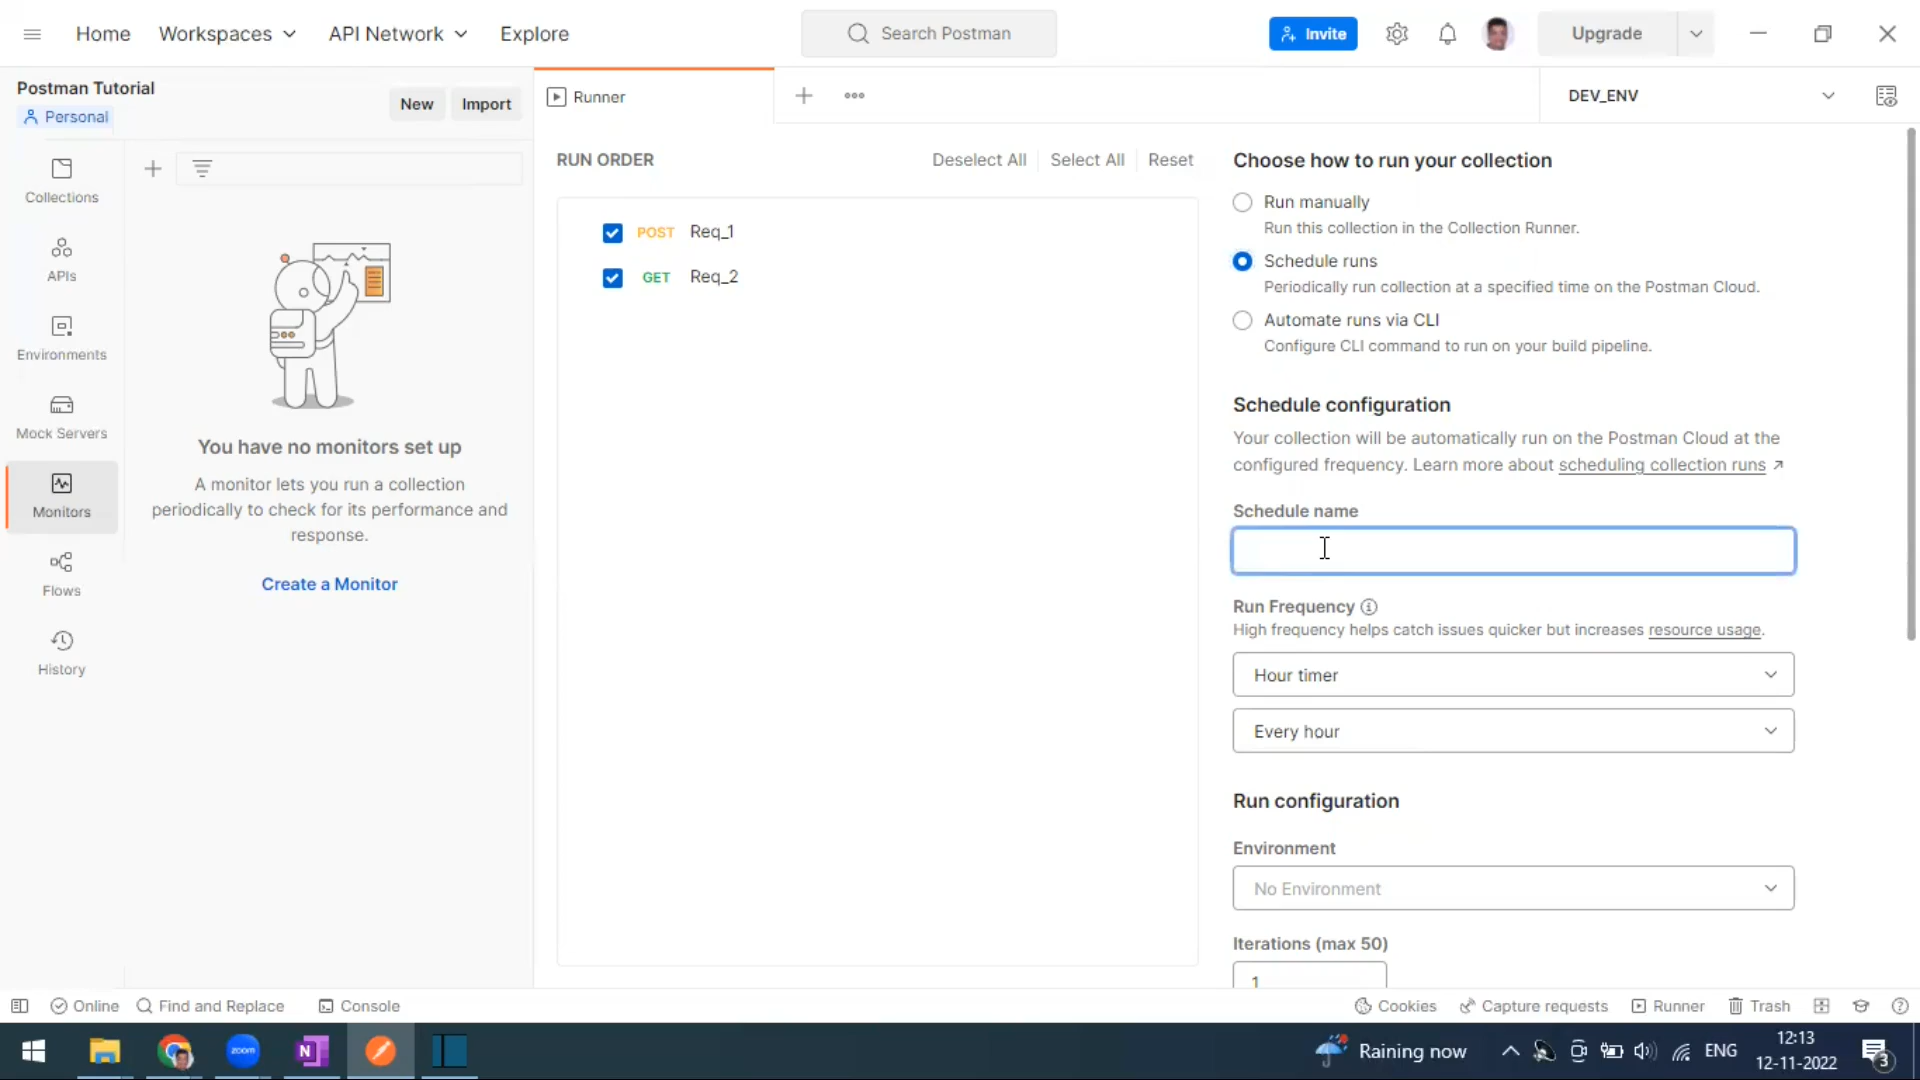 Home
Workspaces
API Network
Explore
Search Postman
Invite
Upgrade
Postman Tutorial
Personal
New
Import
Runner
DEV_ENV
Collections
APIs
Environments
Mock Servers
Monitors
Flows
History
You have no monitors set up
A monitor lets you run a collection
periodically to check for its performance and
response.
Create a Monitor
RUN ORDER
Deselect All
Select All
Reset
POST Req_1
GET Req_2
Choose how to run your collection
Run manually
Run this collection in the Collection Runner.
Schedule runs
Periodically run collection at a specified time on the Postman Cloud.
Automate runs via CLI
Configure CLI command to run on your build pipeline.
Schedule configuration
Your collection will be automatically run on the Postman Cloud at the
configured frequency. Learn more about scheduling collection runs ↗
Schedule name
Run Frequency
High frequency helps catch issues quicker but increases resource usage.
Hour timer
Every hour
Run configuration
Environment
No Environment
Iterations (max 50)
1
Online
Find and Replace
Console
Cookies
Capture requests
Runner
Trash
zoom
N
Raining now
ENG
12:13
12-11-2022
3